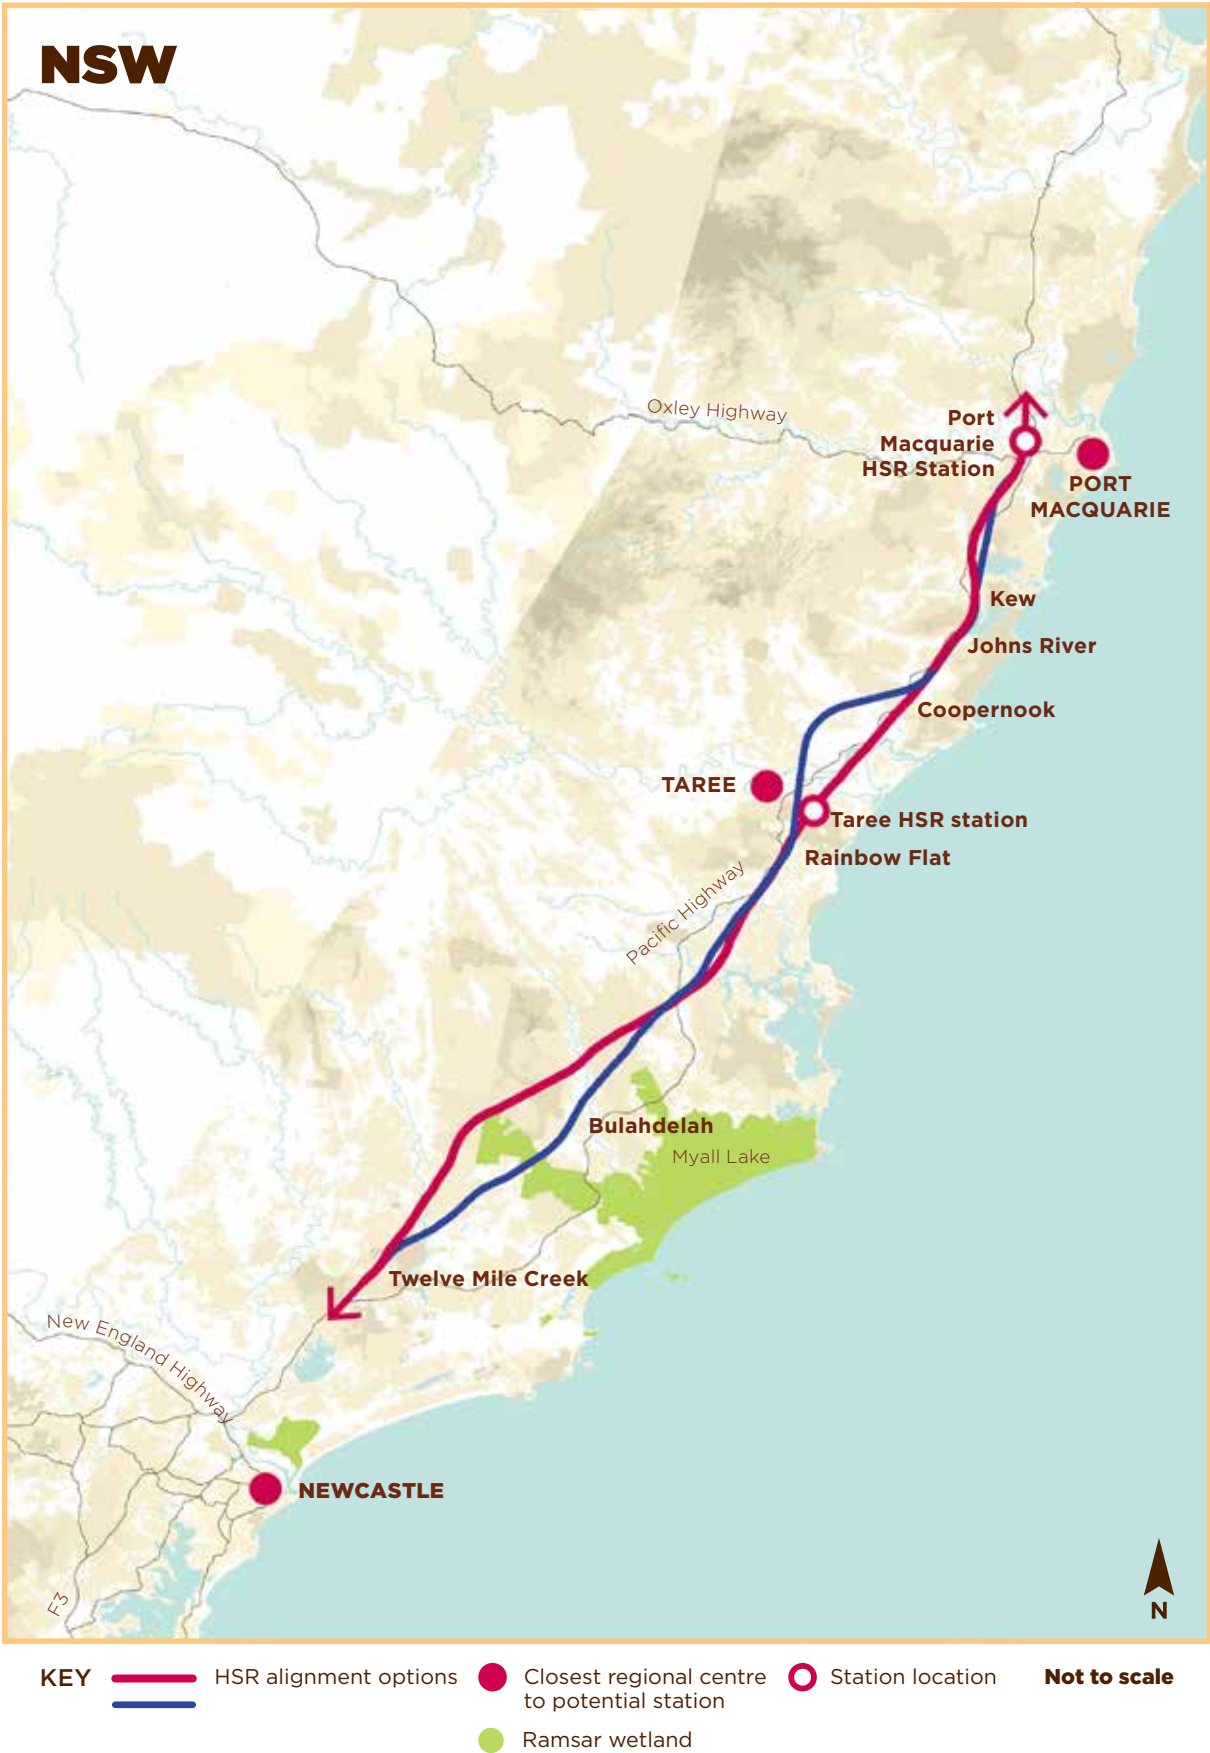 NSW
Oxley Highway
Port
Macquarie
HSR Station
PORT
MACQUARIE
Kew
Johns River
Coopernook
TAREE
Taree HSR station
Rainbow Flat
Pacific Highway
Bulahdelah
Myall Lake
Twelve Mile Creek
New England Highway
NEWCASTLE
F3
N
KEY
HSR alignment options
Closest regional centre
to potential station
Station location
Not to scale
Ramsar wetland